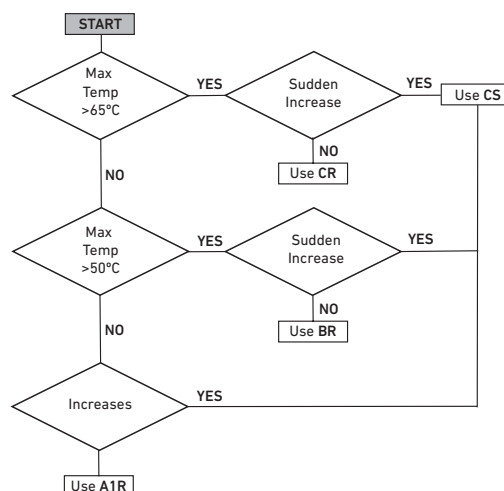 START
Max
Temp
>65°C
YES
Sudden
Increase
YES
Use CS
NO
Use CR
NO
Max
Temp
>50°C
YES
Sudden
Increase
YES
NO
Use BR
NO
Increases
YES
Use A1R